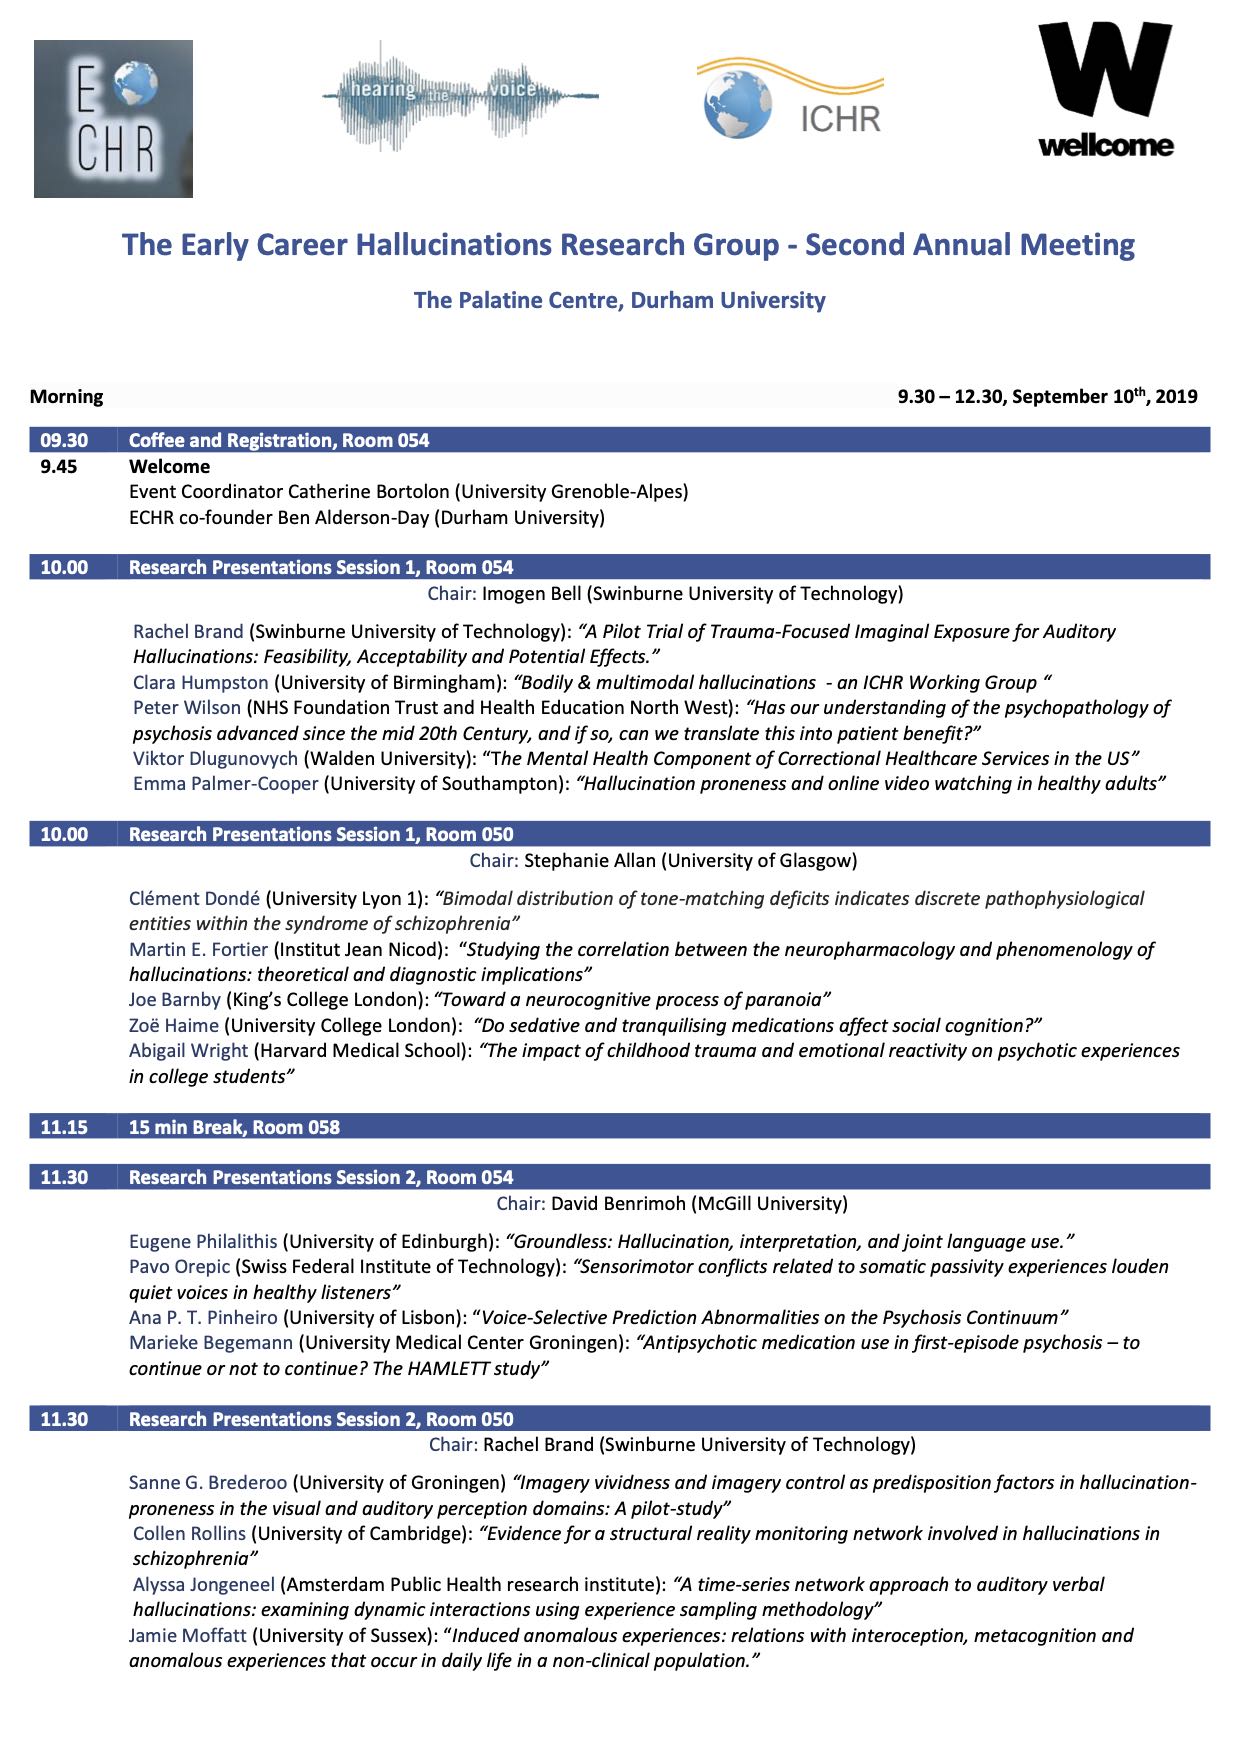 E
CHR
hearing the voice
ICHR
W
wellcome
The Early Career Hallucinations Research Group - Second Annual Meeting
The Palatine Centre, Durham University
Morning 9.30 – 12.30, September 10th, 2019
09.30 Coffee and Registration, Room 054
9.45 Welcome
Event Coordinator Catherine Bortolon (University Grenoble-Alpes)
ECHR co-founder Ben Alderson-Day (Durham University)
10.00 Research Presentations Session 1, Room 054
Chair: Imogen Bell (Swinburne University of Technology)
Rachel Brand (Swinburne University of Technology): “A Pilot Trial of Trauma-Focused Imaginal Exposure for Auditory
Hallucinations: Feasibility, Acceptability and Potential Effects.”
Clara Humpston (University of Birmingham): “Bodily & multimodal hallucinations - an ICHR Working Group “
Peter Wilson (NHS Foundation Trust and Health Education North West): “Has our understanding of the psychopathology of
psychosis advanced since the mid 20th Century, and if so, can we translate this into patient benefit?”
Viktor Dlugunovych (Walden University): “The Mental Health Component of Correctional Healthcare Services in the US”
Emma Palmer-Cooper (University of Southampton): “Hallucination proneness and online video watching in healthy adults”
10.00 Research Presentations Session 1, Room 050
Chair: Stephanie Allan (University of Glasgow)
Clément Dondé (University Lyon 1): “Bimodal distribution of tone-matching deficits indicates discrete pathophysiological
entities within the syndrome of schizophrenia”
Martin E. Fortier (Institut Jean Nicod): “Studying the correlation between the neuropharmacology and phenomenology of
hallucinations: theoretical and diagnostic implications”
Joe Barnby (King’s College London): “Toward a neurocognitive process of paranoia”
Zoë Haime (University College London): “Do sedative and tranquilising medications affect social cognition?”
Abigail Wright (Harvard Medical School): “The impact of childhood trauma and emotional reactivity on psychotic experiences
in college students”
11.15 15 min Break, Room 058
11.30 Research Presentations Session 2, Room 054
Chair: David Benrimoh (McGill University)
Eugene Philalithis (University of Edinburgh): “Groundless: Hallucination, interpretation, and joint language use.”
Pavo Orepic (Swiss Federal Institute of Technology): “Sensorimotor conflicts related to somatic passivity experiences louden
quiet voices in healthy listeners”
Ana P. T. Pinheiro (University of Lisbon): “Voice-Selective Prediction Abnormalities on the Psychosis Continuum”
Marieke Begemann (University Medical Center Groningen): “Antipsychotic medication use in first-episode psychosis – to
continue or not to continue? The HAMLETT study”
11.30 Research Presentations Session 2, Room 050
Chair: Rachel Brand (Swinburne University of Technology)
Sanne G. Brederoo (University of Groningen) “Imagery vividness and imagery control as predisposition factors in hallucination-
proneness in the visual and auditory perception domains: A pilot-study”
Collen Rollins (University of Cambridge): “Evidence for a structural reality monitoring network involved in hallucinations in
schizophrenia”
Alyssa Jongeneel (Amsterdam Public Health research institute): “A time-series network approach to auditory verbal
hallucinations: examining dynamic interactions using experience sampling methodology”
Jamie Moffatt (University of Sussex): “Induced anomalous experiences: relations with interoception, metacognition and
anomalous experiences that occur in daily life in a non-clinical population.”